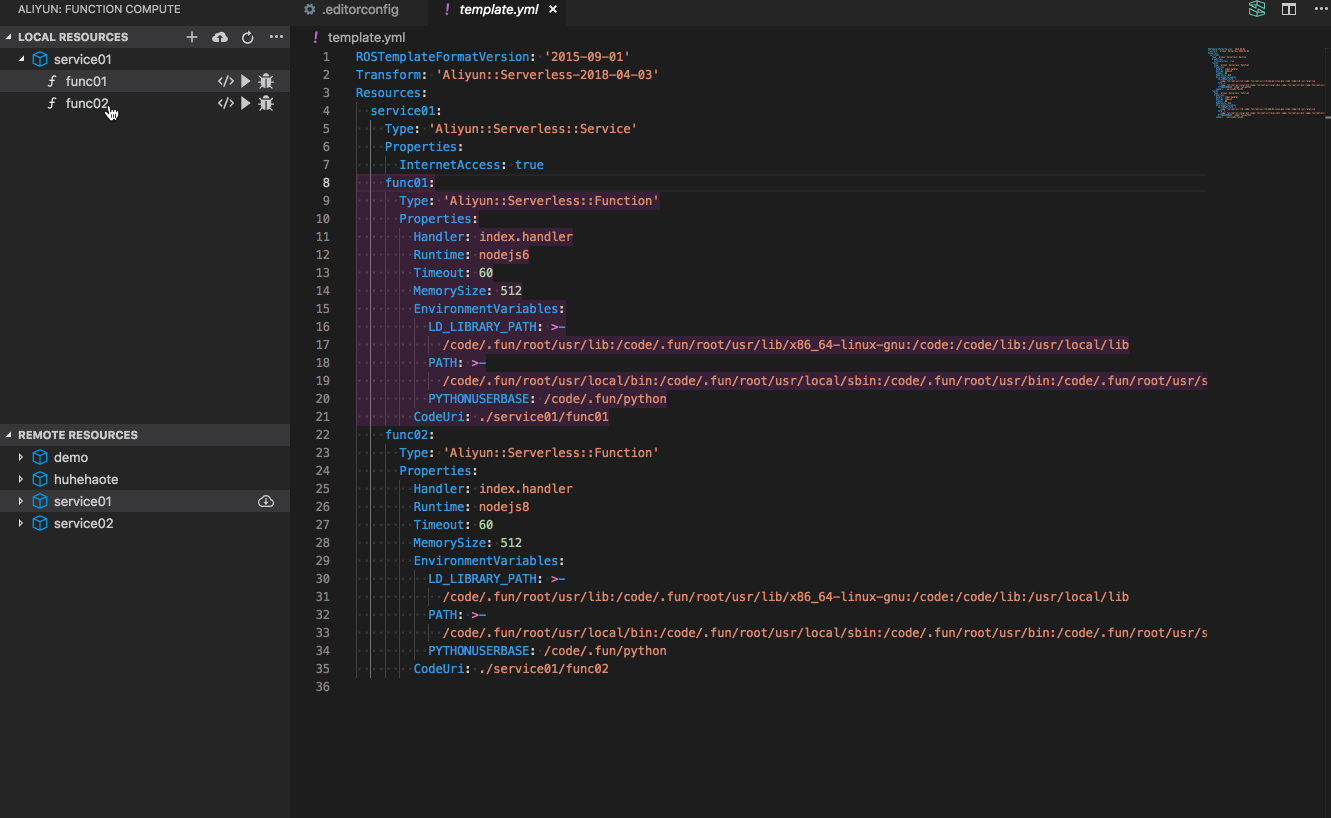 ALIYUN: FUNCTION COMPUTE
LOCAL RESOURCES
service01
func01
func02
REMOTE RESOURCES
demo
huhehaote
service01
service02
.editorconfig
! template.yml
! template.yml
1 ROSTemplateFormatVersion: '2015-09-01'
2 Transform: 'Aliyun::Serverless-2018-04-03'
3 Resources:
4 service01:
5 Type: 'Aliyun::Serverless::Service'
6 Properties:
7 InternetAccess: true
8 func01:
9 Type: 'Aliyun::Serverless::Function'
10 Properties:
11 Handler: index.handler
12 Runtime: nodejs6
13 Timeout: 60
14 MemorySize: 512
15 EnvironmentVariables:
16 LD_LIBRARY_PATH: >-
17 /code/.fun/root/usr/lib:/code/.fun/root/usr/lib/x86_64-linux-gnu:/code:/code/lib:/usr/local/lib
18 PATH: >-
19 /code/.fun/root/usr/local/bin:/code/.fun/root/usr/local/sbin:/code/.fun/root/usr/bin:/code/.fun/root/usr/s
20 PYTHONUSERBASE: /code/.fun/python
21 CodeUri: ./service01/func01
22 func02:
23 Type: 'Aliyun::Serverless::Function'
24 Properties:
25 Handler: index.handler
26 Runtime: nodejs8
27 Timeout: 60
28 MemorySize: 512
29 EnvironmentVariables:
30 LD_LIBRARY_PATH: >-
31 /code/.fun/root/usr/lib:/code/.fun/root/usr/lib/x86_64-linux-gnu:/code:/code/lib:/usr/local/lib
32 PATH: >-
33 /code/.fun/root/usr/local/bin:/code/.fun/root/usr/local/sbin:/code/.fun/root/usr/bin:/code/.fun/root/usr/s
34 PYTHONUSERBASE: /code/.fun/python
35 CodeUri: ./service01/func02
36